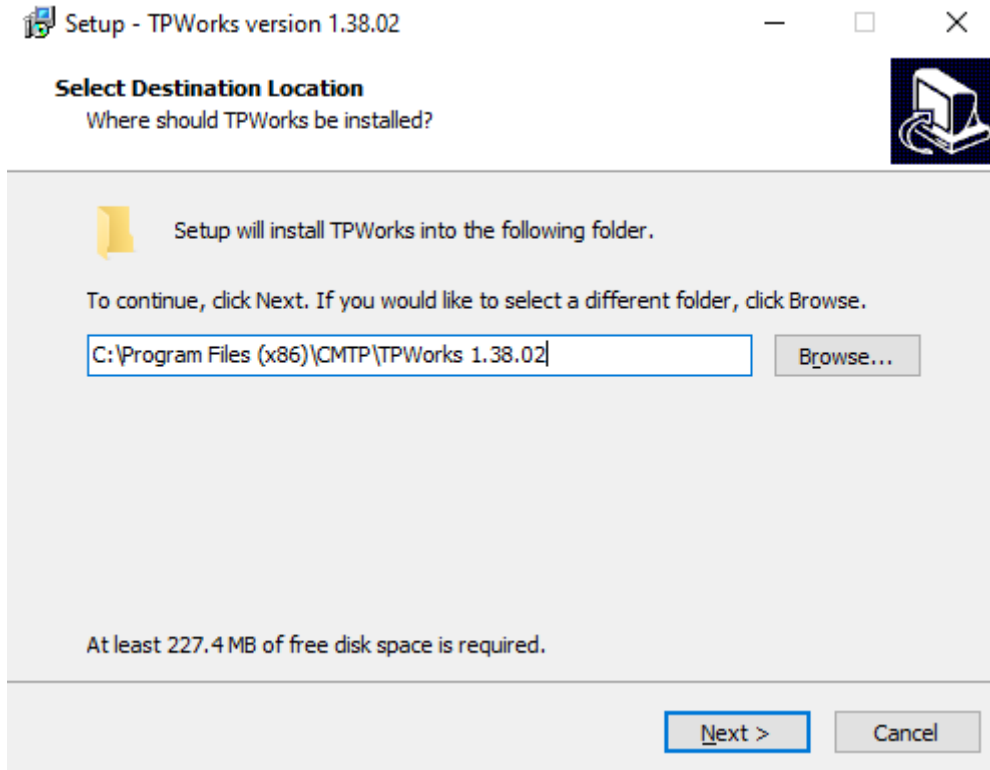 Setup - TPWorks version 1.38.02
Select Destination Location
Where should TPWorks be installed?
Setup will install TPWorks into the following folder.
To continue, click Next. If you would like to select a different folder, click Browse.
C:\Program Files (x86)\CMTP\TPWorks 1.38.02
Browse...
At least 227.4 MB of free disk space is required.
Next >
Cancel